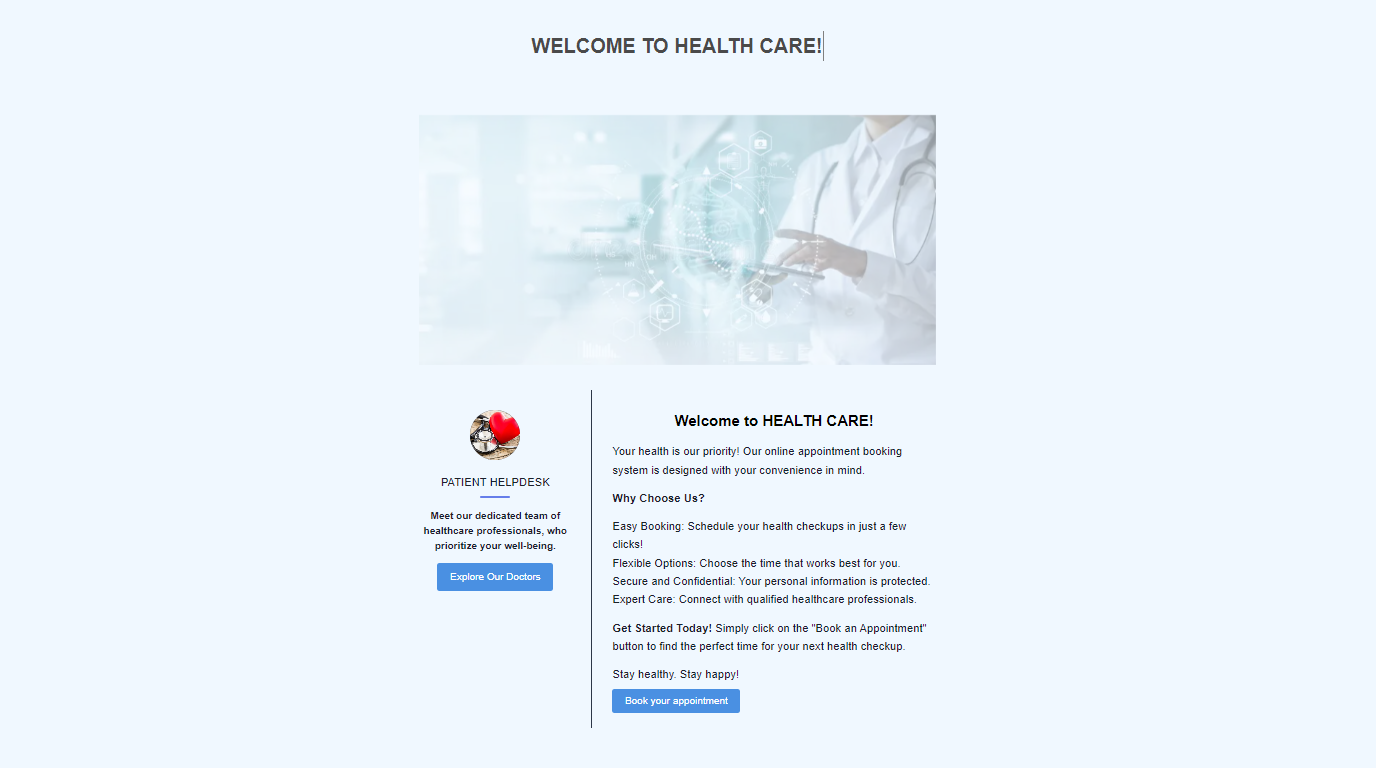 WELCOME TO HEALTH CARE!
PATIENT HELPDESK
Meet our dedicated team of
healthcare professionals, who
prioritize your well-being.
Explore Our Doctors
Welcome to HEALTH CARE!
Your health is our priority! Our online appointment booking
system is designed with your convenience in mind.
Why Choose Us?
Easy Booking: Schedule your health checkups in just a few
clicks!
Flexible Options: Choose the time that works best for you.
Secure and Confidential: Your personal information is protected.
Expert Care: Connect with qualified healthcare professionals.
Get Started Today! Simply click on the "Book an Appointment"
button to find the perfect time for your next health checkup.
Stay healthy. Stay happy!
Book your appointment